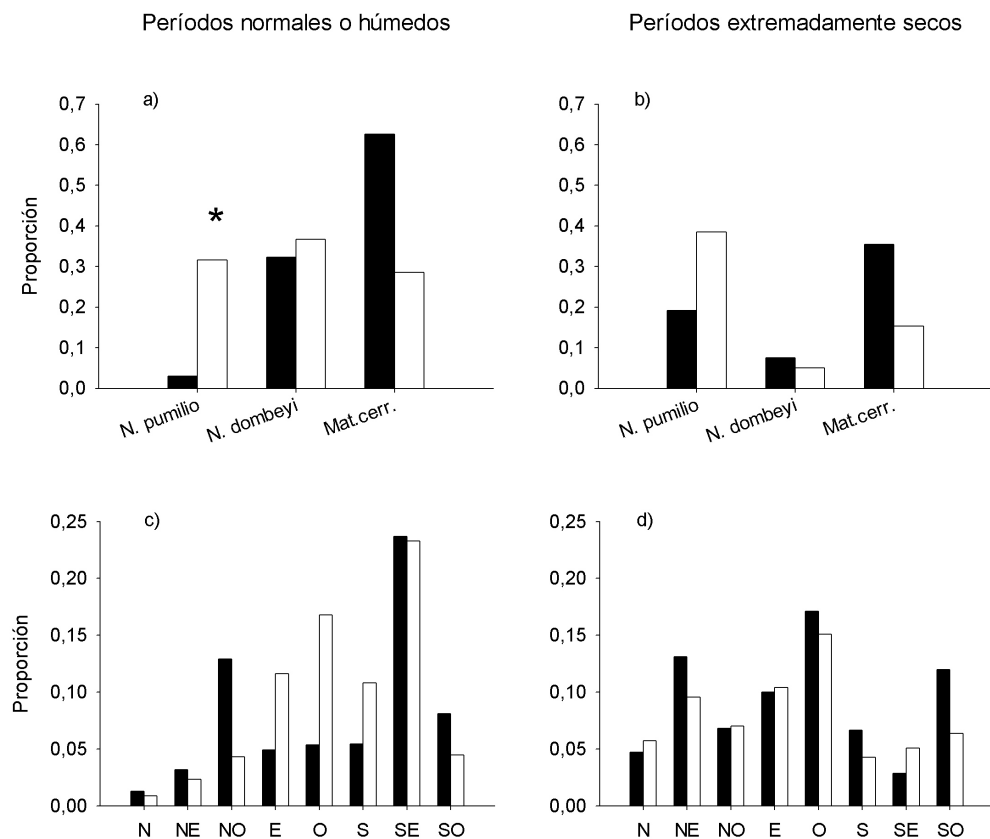 Períodos normales o húmedos
Períodos extremadamente secos
a)
0,7
0,6
0,5
0,4
0,3
0,2
0,1
0,0
Proporción
*
N. pumilio
N. dombeyi
Mat.cerr.
b)
0,7
0,6
0,5
0,4
0,3
0,2
0,1
0,0
N. pumilio
N. dombeyi
Mat.cerr.
c)
0,25
0,20
0,15
0,10
0,05
0,00
Proporción
N NE NO E O S SE SO
d)
0,25
0,20
0,15
0,10
0,05
0,00
N NE NO E O S SE SO